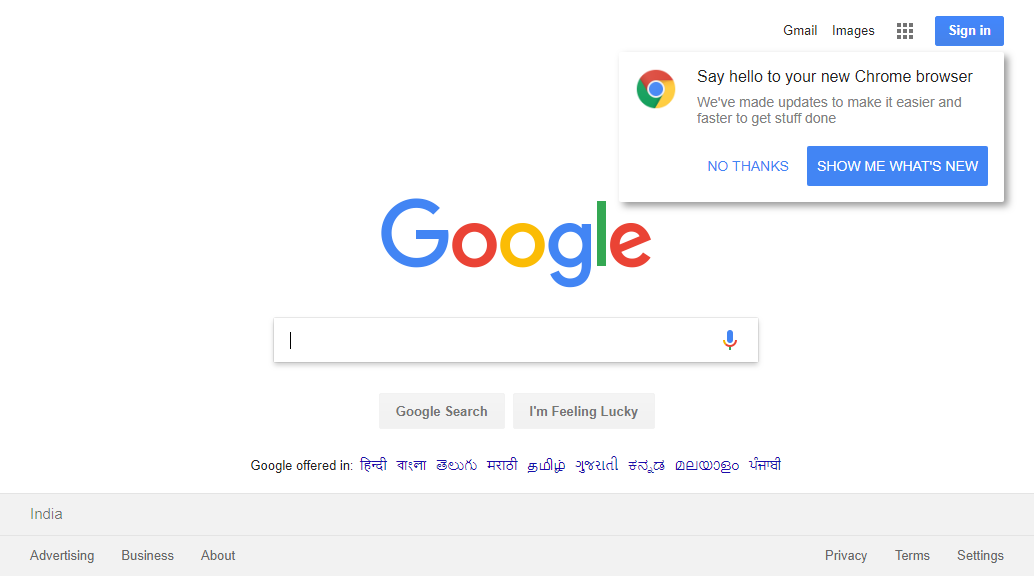 Gmail Images Sign in
Say hello to your new Chrome browser
We've made updates to make it easier and
faster to get stuff done
NO THANKS SHOW ME WHAT'S NEW
Google
Google Search I'm Feeling Lucky
Google offered in: हिन्दी বাংলা తెలుగు मराठी தமிழ் ગુજરાતી ಕನ್ನಡ മലയാളം ਪੰਜਾਬੀ
India
Advertising Business About Privacy Terms Settings